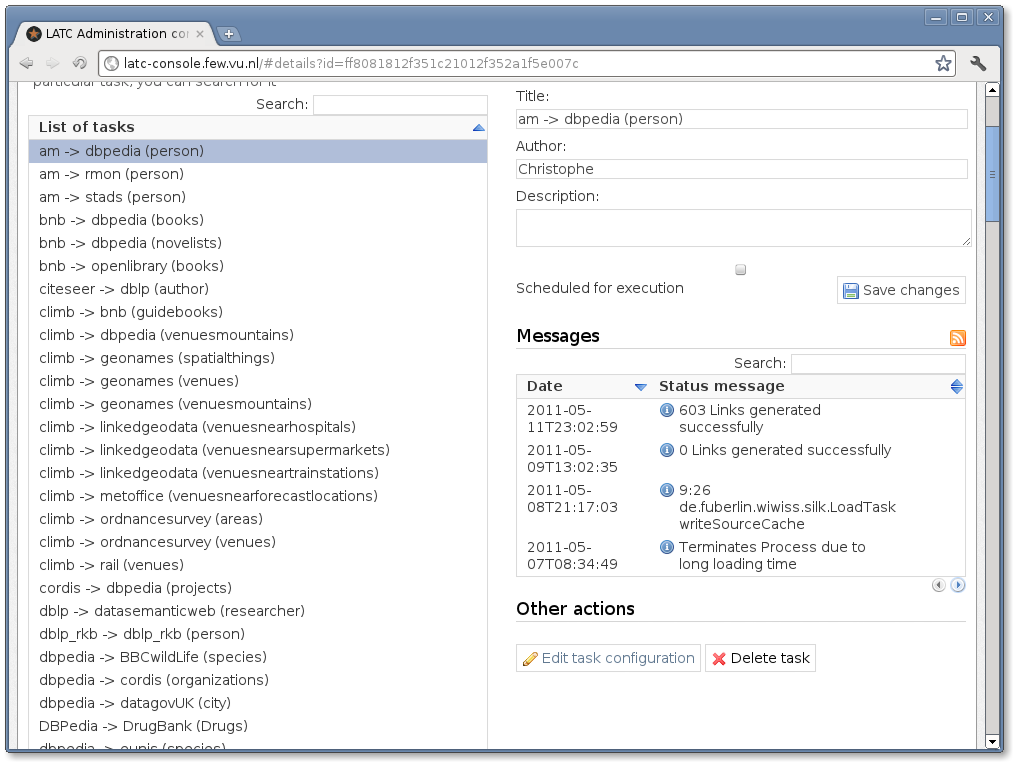 LATC Administration co
latc-console.few.vu.nl/#details?id=ff8081812f351c21012f352a1f5e007c
particular task, you can search for it
Search:
List of tasks
am -> dbpedia (person)
am -> rmon (person)
am -> stads (person)
bnb -> dbpedia (books)
bnb -> dbpedia (novelists)
bnb -> openlibrary (books)
citeseer -> dblp (author)
climb -> bnb (guidebooks)
climb -> dbpedia (venuesmountains)
climb -> geonames (spatialthings)
climb -> geonames (venues)
climb -> geonames (venuesmountains)
climb -> linkedgeodata (venuesnearhospitals)
climb -> linkedgeodata (venuesnearsupermarkets)
climb -> linkedgeodata (venuesneartrainstations)
climb -> metoffice (venuesnearforecastlocations)
climb -> ordnancesurvey (areas)
climb -> ordnancesurvey (venues)
climb -> rail (venues)
cordis -> dbpedia (projects)
dblp -> datasemanticweb (researcher)
dblp_rkb -> dblp_rkb (person)
dbpedia -> BBCwildLife (species)
dbpedia -> cordis (organizations)
dbpedia -> datagovUK (city)
DBPedia -> DrugBank (Drugs)
dbpedia -> eunis (species)
Title:
am -> dbpedia (person)
Author:
Christophe
Description:
Scheduled for execution
Save changes
Messages
Search:
Date Status message
2011-05-
11T23:02:59
603 Links generated
successfully
2011-05-
09T13:02:35
0 Links generated successfully
2011-05-
08T21:17:03
9:26
de.fuberlin.wiwiss.silk.LoadTask
writeSourceCache
2011-05-
07T08:34:49
Terminates Process due to
long loading time
Other actions
Edit task configuration
Delete task